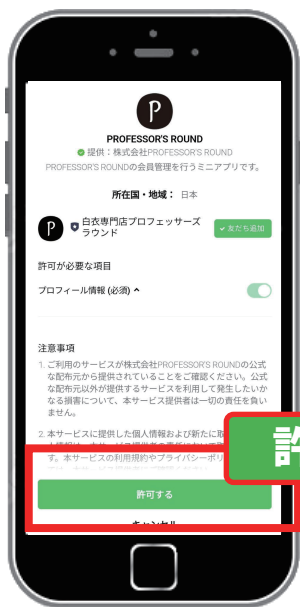 P
PROFESSOR'S ROUND
提供：株式会社PROFESSOR'S ROUND
PROFESSOR'S ROUNDの会員管理を行うミニアプリです。
所在国・地域： 日本
P
白衣専門店プロフェッサーズ
ラウンド
友だち追加
許可が必要な項目
プロフィール情報 (必須)
注意事項
1. ご利用のサービスが株式会社PROFESSOR'S ROUNDの公式
な配布元から提供されていることをご確認ください。公式
な配布元以外が提供するサービスを利用して発生したいか
なる損害について、本サービス提供者は一切の責任を負い
ません。
2. 本サービスに提供した個人情報および新たに取
す。本サービスの利用規約やプライバシーポリ
許
許可する
キャンセル